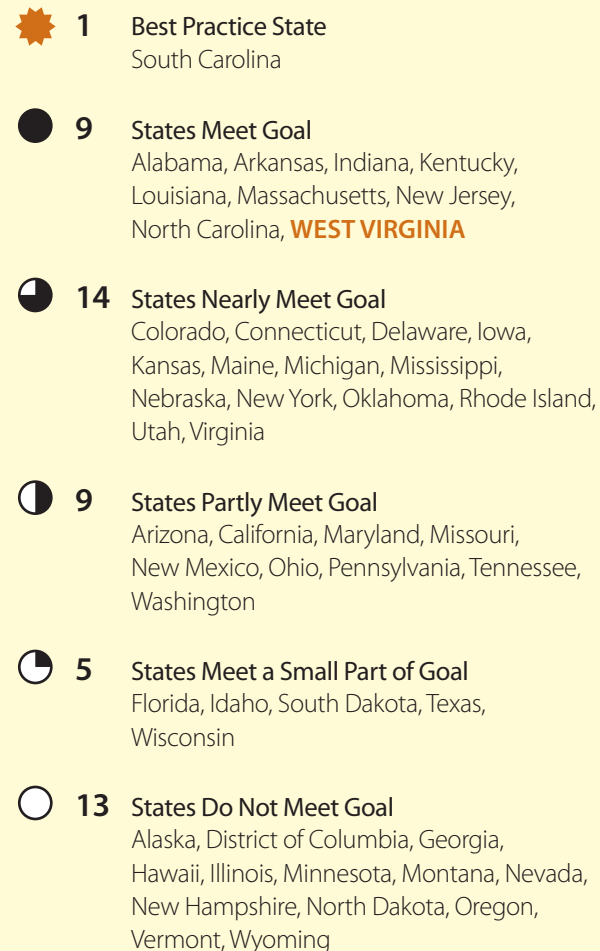 1 Best Practice State
South Carolina
9 States Meet Goal
Alabama, Arkansas, Indiana, Kentucky,
Louisiana, Massachusetts, New Jersey,
North Carolina, WEST VIRGINIA
14 States Nearly Meet Goal
Colorado, Connecticut, Delaware, Iowa,
Kansas, Maine, Michigan, Mississippi,
Nebraska, New York, Oklahoma, Rhode Island,
Utah, Virginia
9 States Partly Meet Goal
Arizona, California, Maryland, Missouri,
New Mexico, Ohio, Pennsylvania, Tennessee,
Washington
5 States Meet a Small Part of Goal
Florida, Idaho, South Dakota, Texas,
Wisconsin
13 States Do Not Meet Goal
Alaska, District of Columbia, Georgia,
Hawaii, Illinois, Minnesota, Montana, Nevada,
New Hampshire, North Dakota, Oregon,
Vermont, Wyoming